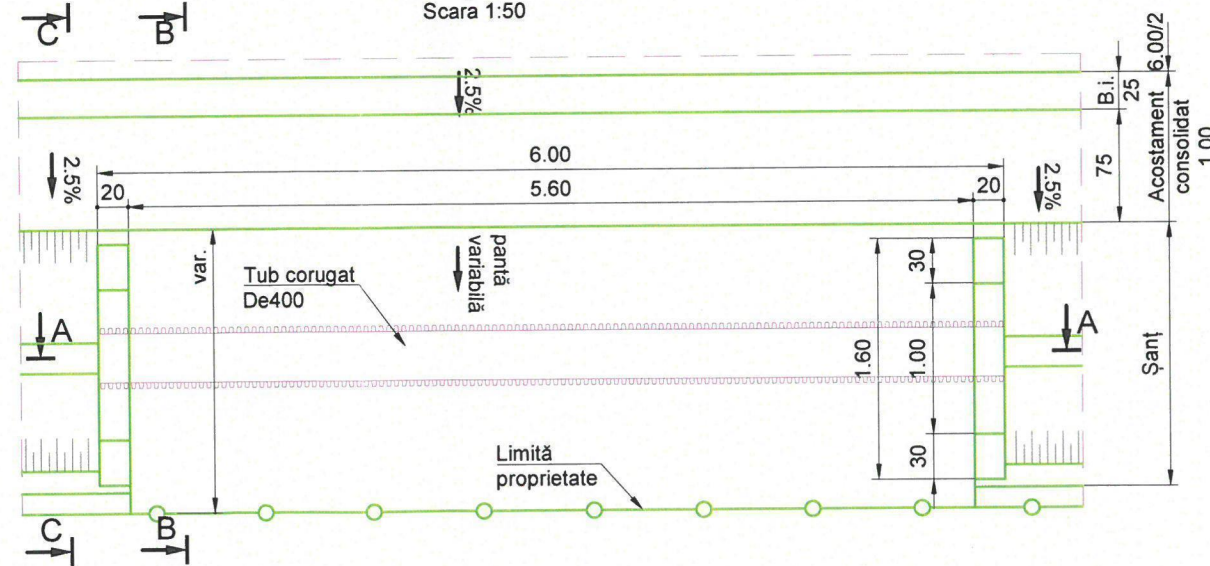 Scara 1:50
C
B
2.5%
6.00/2
B.i.
25
Acostament
consolidat
1.00
75
2.5%
6.00
20
5.60
20
2.5%
var.
pantă
variabilă
Tub corugat
De400
30
1.60
1.00
30
A
A
Șanț
Limită
proprietate
C
B